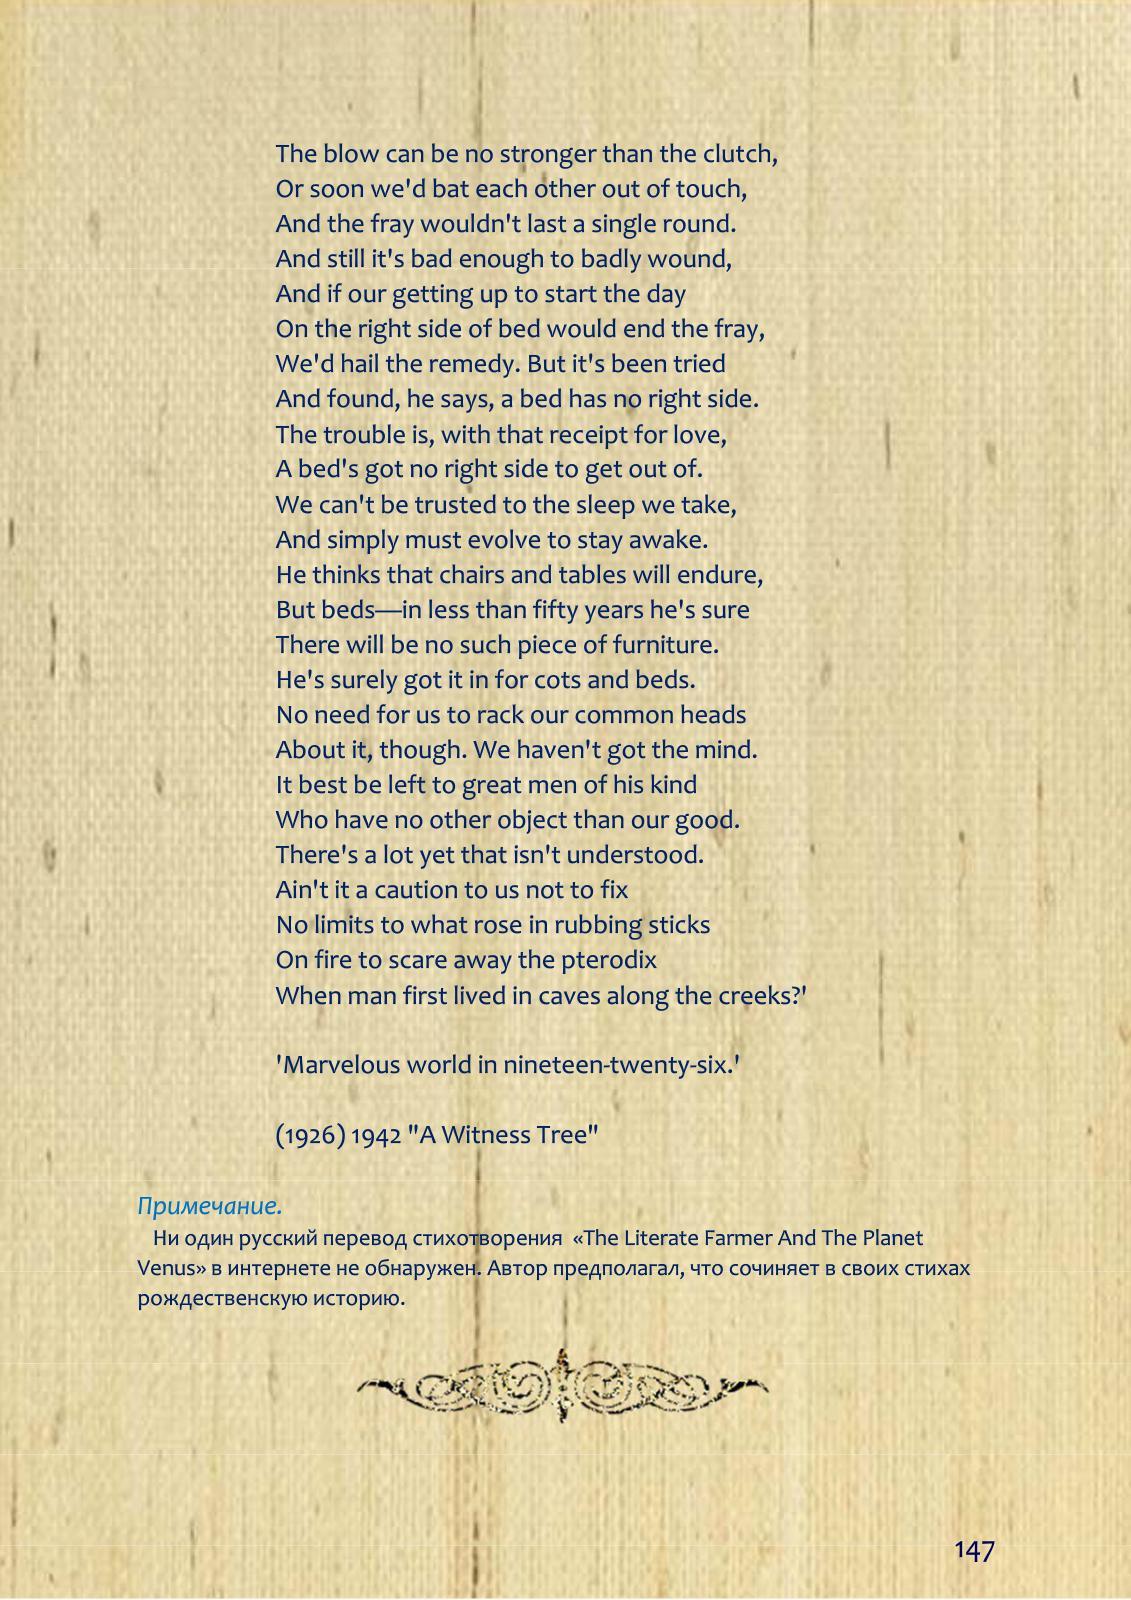 The blow can be no stronger than the clutch,
Or soon we'd bat each other out of touch,
And the fray wouldn't last a single round.
And still it's bad enough to badly wound,
And if our getting up to start the day
On the right side of bed would end the fray,
We'd hail the remedy. But it's been tried
And found, he says, a bed has no right side.
The trouble is, with that receipt for love,
A bed's got no right side to get out of.
We can't be trusted to the sleep we take,
And simply must evolve to stay awake.
He thinks that chairs and tables will endure,
But beds—in less than fifty years he's sure
There will be no such piece of furniture.
He's surely got it in for cots and beds.
No need for us to rack our common heads
About it, though. We haven't got the mind.
It best be left to great men of his kind
Who have no other object than our good.
There's a lot yet that isn't understood.
Ain't it a caution to us not to fix
No limits to what rose in rubbing sticks
On fire to scare away the pterodix
When man first lived in caves along the creeks?'
'Marvelous world in nineteen-twenty-six.'
(1926) 1942 "A Witness Tree"
Примечание.
Ни один русский перевод стихотворения «The Literate Farmer And The Planet
Venus» в интернете не обнаружен. Автор предполагал, что сочиняет в своих стихах
рождественскую историю.
147